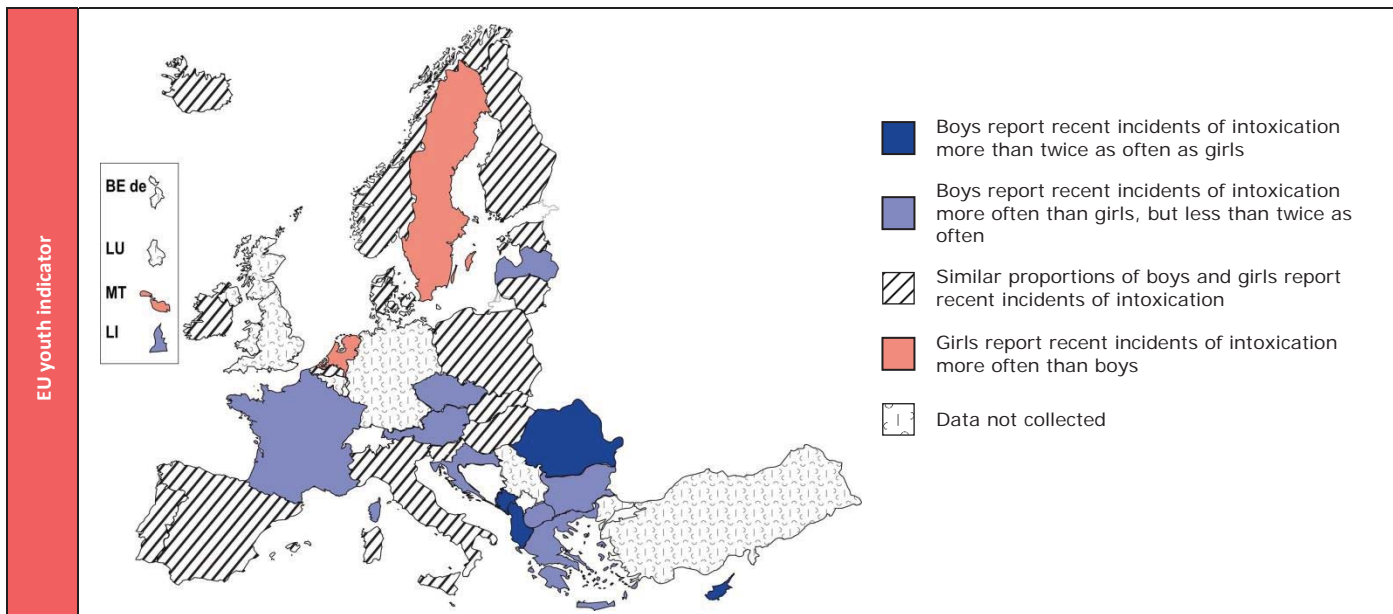 EU youth indicator
BE de
LU
MT
LI
Boys report recent incidents of intoxication
more than twice as often as girls
Boys report recent incidents of intoxication
more often than girls, but less than twice as
often
Similar proportions of boys and girls report
recent incidents of intoxication
Girls report recent incidents of intoxication
more often than boys
Data not collected